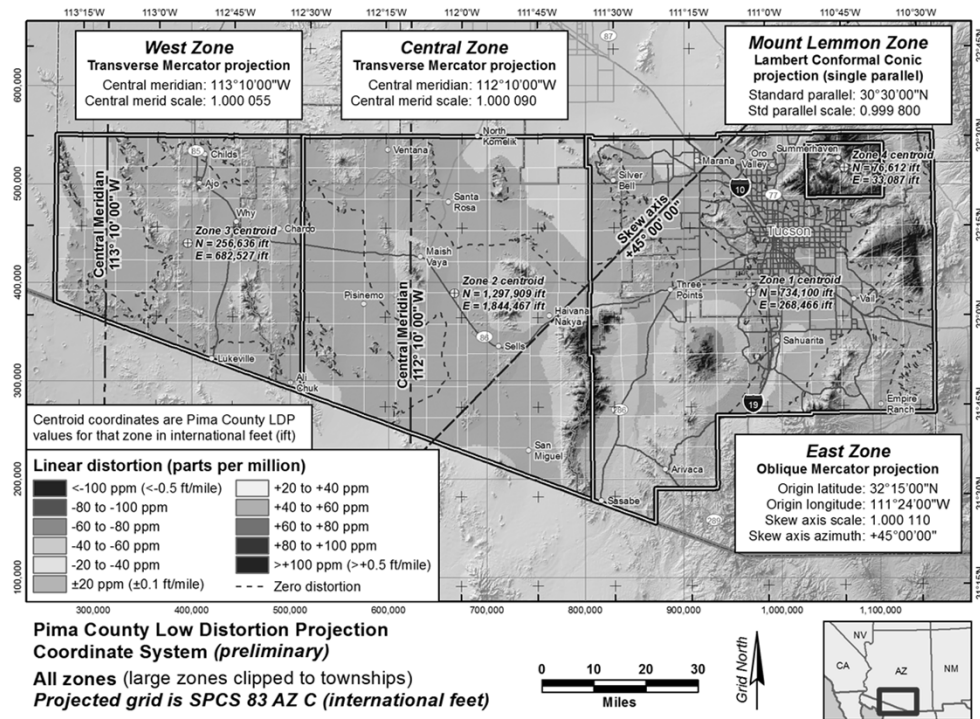 113°15'W
113°00'W
112°45'W
112°30'W
112°15'W
112°00'W
111°45'W
111°30'W
111°15'W
111°00'W
110°45'W
110°30'W
West Zone
Transverse Mercator projection
Central meridian: 113°10'00"W
Central merid scale: 1.000 055
Central Zone
Transverse Mercator projection
Central meridian: 112°10'00"W
Central merid scale: 1.000 090
Mount Lemmon Zone
Lambert Conformal Conic
projection (single parallel)
Standard parallel: 30°30'00"N
Std parallel scale: 0.999 800
87
600,000
500,000
400,000
300,000
200,000
100,000
North
Komelik
85
Childs
Ventana
Ajo
Why
Charco
Santa
Rosa
Silver
Bell
Marana
Oro
Valley
Summerhaven
Zone 4 centroid
N = 76,612 ift
E = 33,087 ift
10
77
Tucson
Central Meridian
113° 10' 00" W
Zone 3 centroid
N = 256,636 ift
E = 682,527 ift
Skew axis
+45° 00' 00"
Maish
Vaya
Pisinemo
Central Meridian
112° 10' 00" W
Zone 2 centroid
N = 1,297,909 ift
E = 1,844,467 ift
Haivana
Nakya
86
Sells
Three
Points
Zone 1 centroid
N = 734,100 ift
E = 268,466 ift
Vail
Sahuarita
Lukeville
Ali
Chuk
19
Empire
Ranch
San
Miguel
Arivaca
Sasabe
Centroid coordinates are Pima County LDP
values for that zone in international feet (ift)
Linear distortion (parts per million)
<-100 ppm (<-0.5 ft/mile)
-80 to -100 ppm
-60 to -80 ppm
-40 to -60 ppm
-20 to -40 ppm
±20 ppm (±0.1 ft/mile)
+20 to +40 ppm
+40 to +60 ppm
+60 to +80 ppm
+80 to +100 ppm
>+100 ppm (>+0.5 ft/mile)
Zero distortion
East Zone
Oblique Mercator projection
Origin latitude: 32°15'00"N
Origin longitude: 111°24'00"W
Skew axis scale: 1.000 110
Skew axis azimuth: +45°00'00"
300,000
400,000
500,000
600,000
700,000
800,000
900,000
1,000,000
1,100,000
Pima County Low Distortion Projection
Coordinate System (preliminary)
All zones (large zones clipped to townships)
Projected grid is SPCS 83 AZ C (international feet)
0
10
20
30
Miles
Grid North
NV
CA
AZ
NM